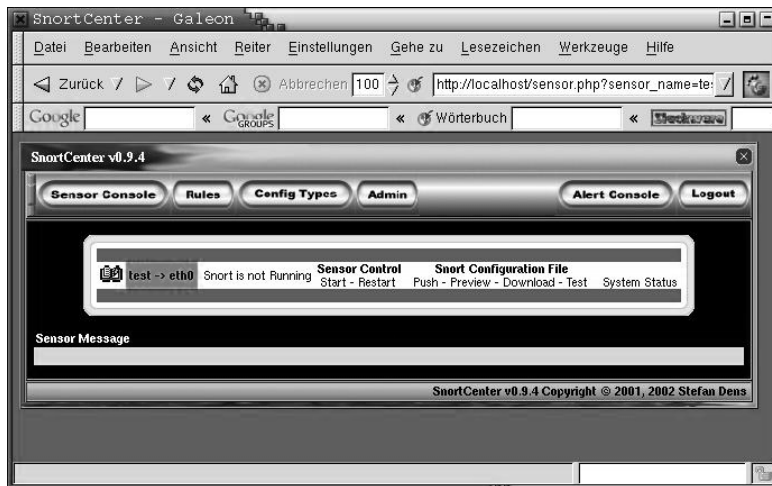 SnortCenter - Galeon
Datei Bearbeiten Ansicht Reiter Einstellungen Gehe zu Lesezeichen Werkzeuge Hilfe
Zurück Abbrechen 100 http://localhost/sensor.php?sensor_name=te
Google « Google GROUPS « Wörterbuch «
SnortCenter v0.9.4
Sensor Console Rules Config Types Admin Alert Console Logout
Sensor Control Snort Configuration File
test -> eth0 Snort is not Running Start - Restart Push - Preview - Download - Test System Status
Sensor Message
SnortCenter v0.9.4 Copyright © 2001, 2002 Stefan Dens